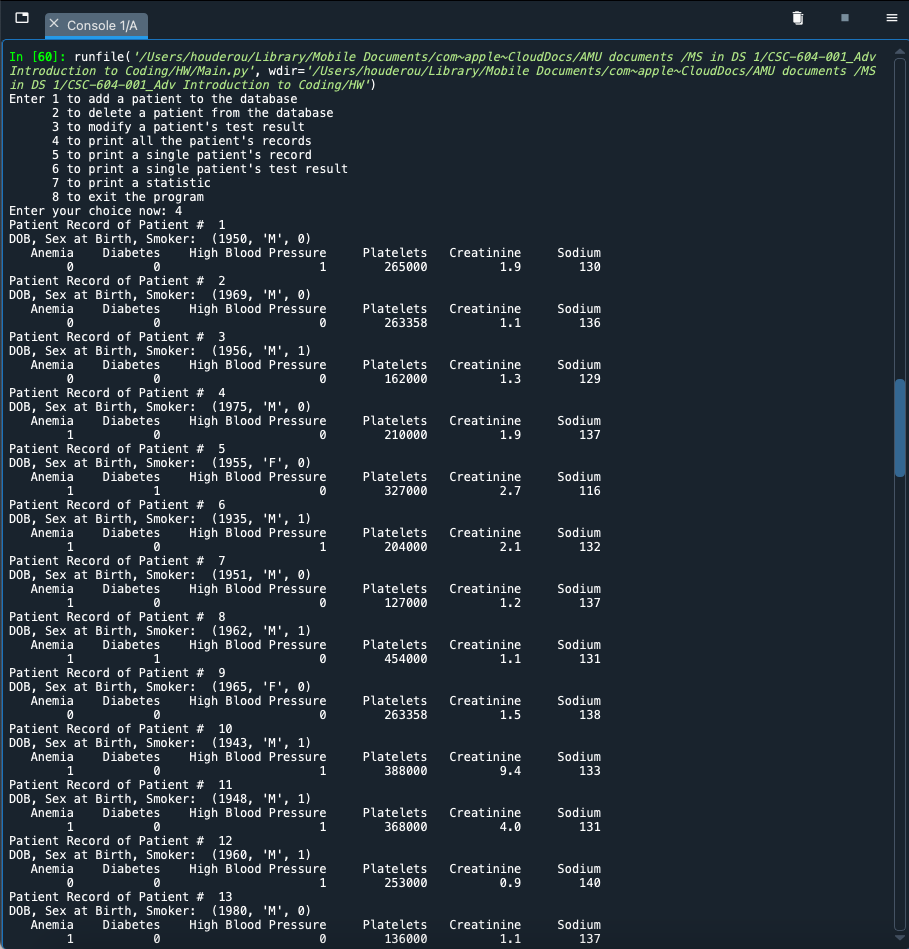 Console 1/A
In [60]: runfile('/Users/houderou/Library/Mobile Documents/com~apple~CloudDocs/AMU documents /MS in DS 1/CSC-604-001_Adv
Introduction to Coding/HW/Main.py', wdir='/Users/houderou/Library/Mobile Documents/com~apple~CloudDocs/AMU documents /MS
in DS 1/CSC-604-001_Adv Introduction to Coding/HW')
Enter 1 to add a patient to the database
      2 to delete a patient from the database
      3 to modify a patient's test result
      4 to print all the patient's records
      5 to print a single patient's record
      6 to print a single patient's test result
      7 to print a statistic
      8 to exit the program
Enter your choice now: 4
Patient Record of Patient #  1
DOB, Sex at Birth, Smoker:  (1950, 'M', 0)
   Anemia    Diabetes    High Blood Pressure     Platelets   Creatinine     Sodium
        0           0                      1        265000          1.9        130
Patient Record of Patient #  2
DOB, Sex at Birth, Smoker:  (1969, 'M', 0)
   Anemia    Diabetes    High Blood Pressure     Platelets   Creatinine     Sodium
        0           0                      0        263358          1.1        136
Patient Record of Patient #  3
DOB, Sex at Birth, Smoker:  (1956, 'M', 1)
   Anemia    Diabetes    High Blood Pressure     Platelets   Creatinine     Sodium
        0           0                      0        162000          1.3        129
Patient Record of Patient #  4
DOB, Sex at Birth, Smoker:  (1975, 'M', 0)
   Anemia    Diabetes    High Blood Pressure     Platelets   Creatinine     Sodium
        1           0                      0        210000          1.9        137
Patient Record of Patient #  5
DOB, Sex at Birth, Smoker:  (1955, 'F', 0)
   Anemia    Diabetes    High Blood Pressure     Platelets   Creatinine     Sodium
        1           1                      0        327000          2.7        116
Patient Record of Patient #  6
DOB, Sex at Birth, Smoker:  (1935, 'M', 1)
   Anemia    Diabetes    High Blood Pressure     Platelets   Creatinine     Sodium
        1           0                      1        204000          2.1        132
Patient Record of Patient #  7
DOB, Sex at Birth, Smoker:  (1951, 'M', 0)
   Anemia    Diabetes    High Blood Pressure     Platelets   Creatinine     Sodium
        1           0                      0        127000          1.2        137
Patient Record of Patient #  8
DOB, Sex at Birth, Smoker:  (1962, 'M', 1)
   Anemia    Diabetes    High Blood Pressure     Platelets   Creatinine     Sodium
        1           1                      0        454000          1.1        131
Patient Record of Patient #  9
DOB, Sex at Birth, Smoker:  (1965, 'F', 0)
   Anemia    Diabetes    High Blood Pressure     Platelets   Creatinine     Sodium
        0           0                      0        263358          1.5        138
Patient Record of Patient #  10
DOB, Sex at Birth, Smoker:  (1943, 'M', 1)
   Anemia    Diabetes    High Blood Pressure     Platelets   Creatinine     Sodium
        1           0                      1        388000          9.4        133
Patient Record of Patient #  11
DOB, Sex at Birth, Smoker:  (1948, 'M', 1)
   Anemia    Diabetes    High Blood Pressure     Platelets   Creatinine     Sodium
        1           0                      1        368000          4.0        131
Patient Record of Patient #  12
DOB, Sex at Birth, Smoker:  (1960, 'M', 1)
   Anemia    Diabetes    High Blood Pressure     Platelets   Creatinine     Sodium
        0           0                      1        253000          0.9        140
Patient Record of Patient #  13
DOB, Sex at Birth, Smoker:  (1980, 'M', 0)
   Anemia    Diabetes    High Blood Pressure     Platelets   Creatinine     Sodium
        1           0                      0        136000          1.1        137